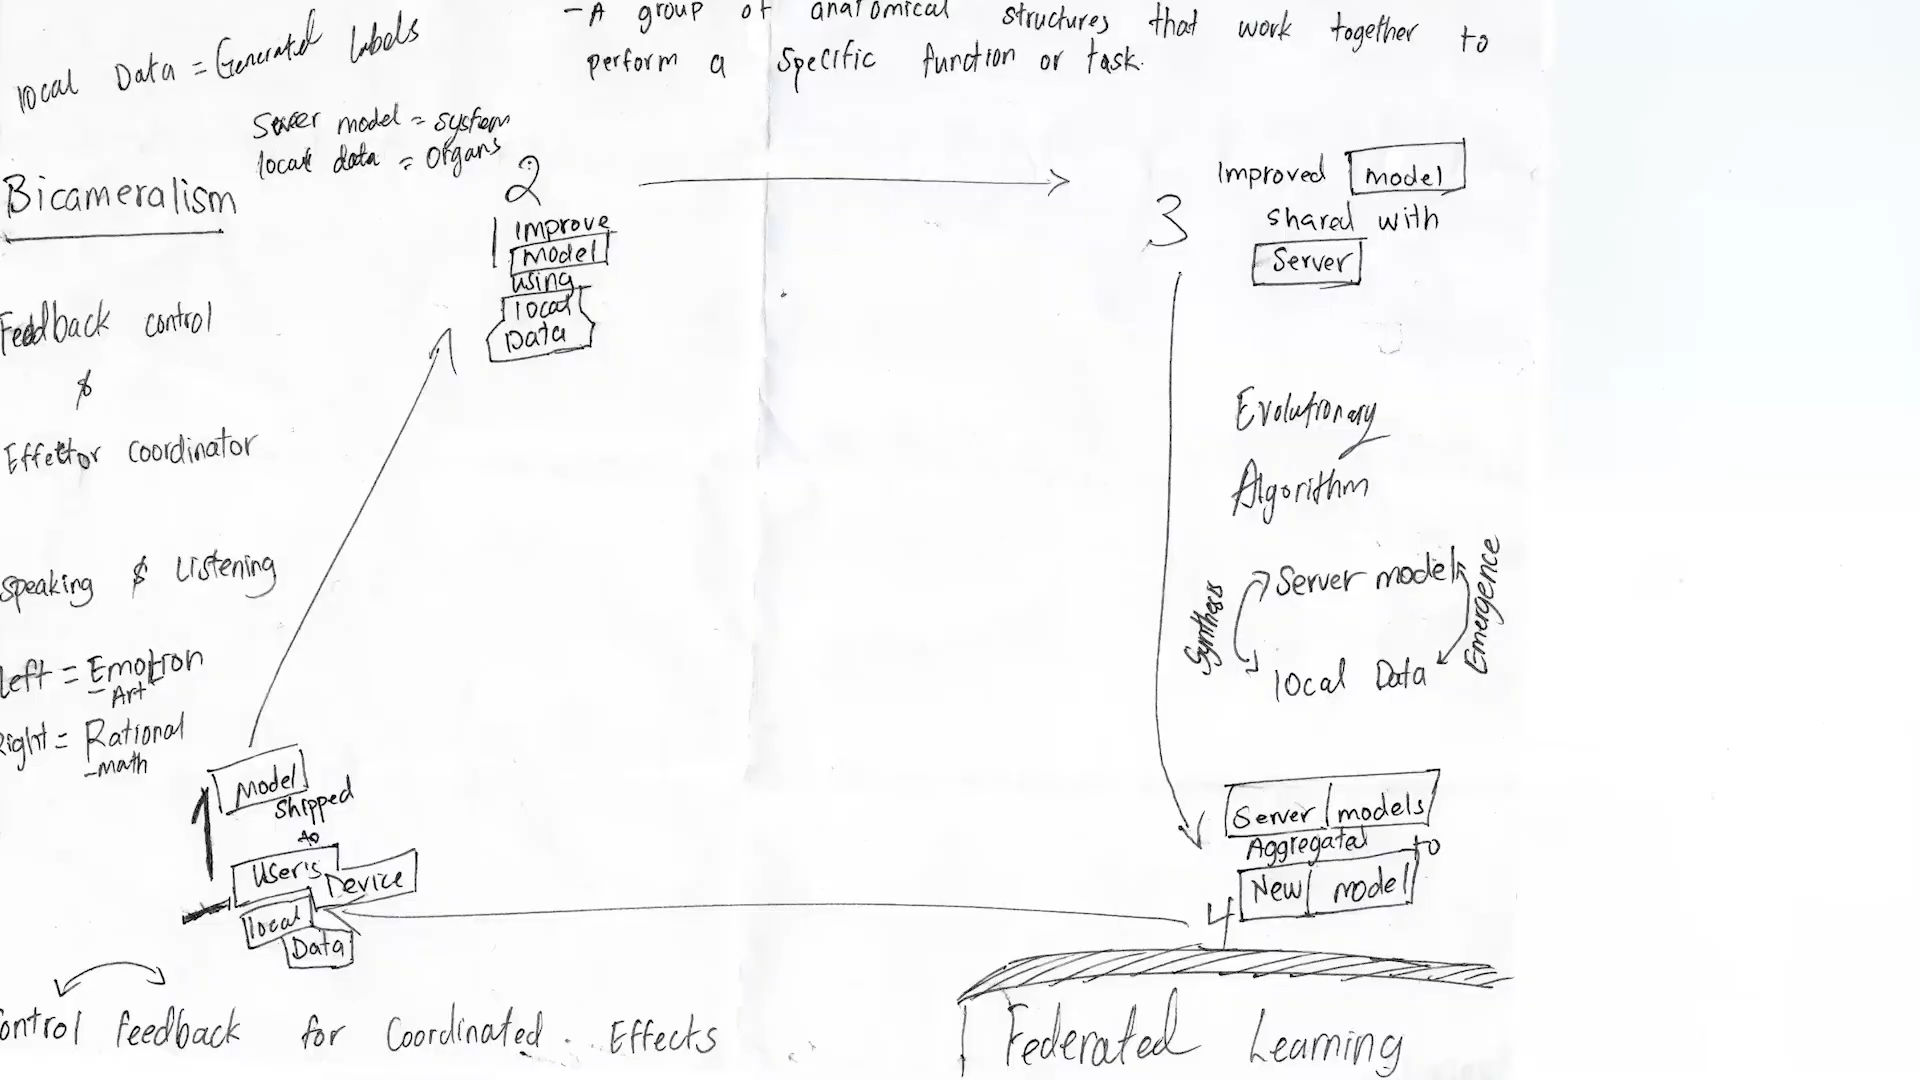 - A group of anatomical structures that work together to
perform a specific function or task.
local Data = Generated labels
Server model = system
local data = organs
Bicameralism
Feedback control
&
Effector coordinator
speaking & Listening
Left = Emotion
- Art
Right = Rational
- math
1
Model
shipped
to
User's Device
local
Data
2
Improve
Model
using
local
Data
3
Improved model
shared with
Server
Evolutionary
Algorithm
Synthesis
Server model
local Data
Emergence
Server models
Aggregated to
New model
4
Control feedback for Coordinated Effects
Federated Learning